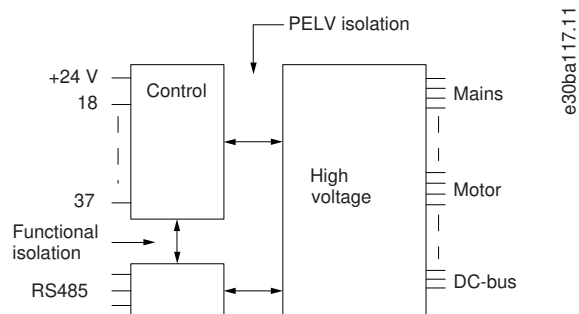 PELV isolation
+24 V
Control
18
Mains
High
voltage
37
Motor
Functional
isolation
RS485
DC-bus
e30ba117.11